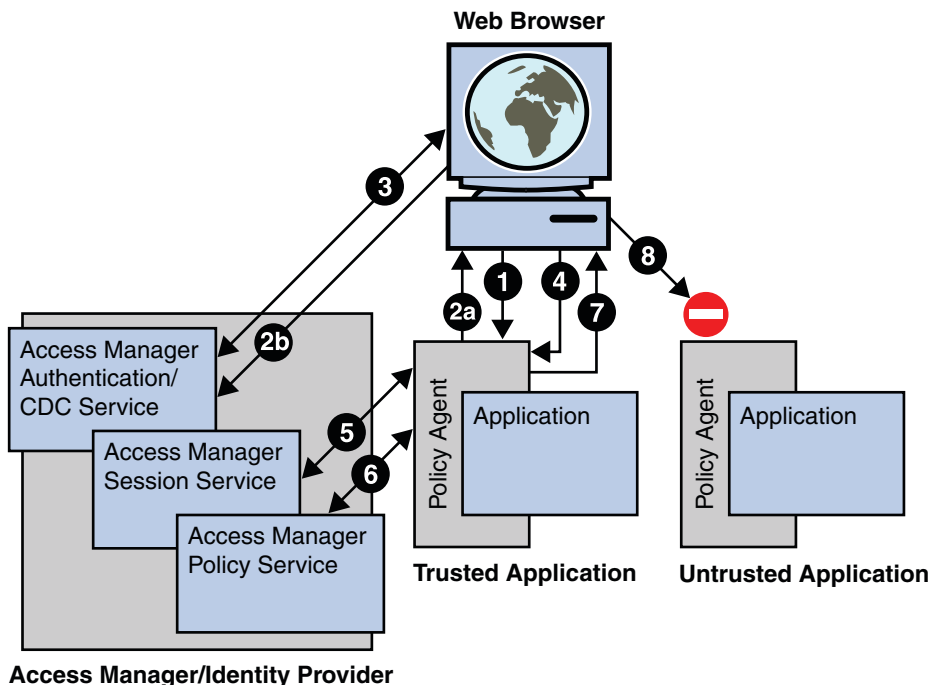 Web Browser
3
8
1
4
2a
7
2b
Access Manager
Authentication/
CDC Service
5
Access Manager
Session Service
6
Access Manager
Policy Service
Policy Agent
Application
Policy Agent
Application
Trusted Application
Untrusted Application
Access Manager/Identity Provider